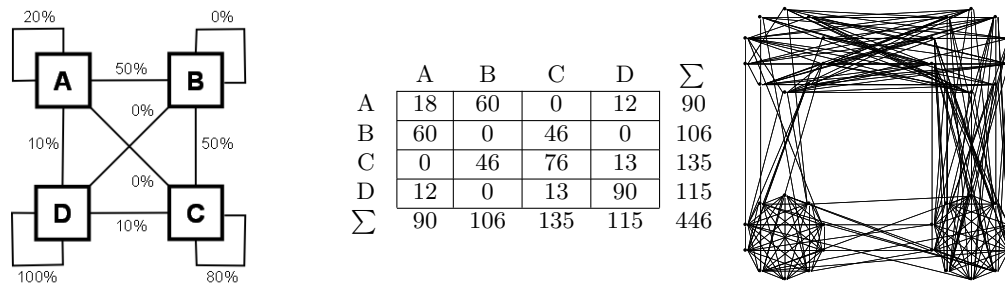 20% 0%
A 50% B
0%
10% 50%
0%
D 10% C
100% 80%
A B C D ∑
A 18 60 0 12 90
B 60 0 46 0 106
C 0 46 76 13 135
D 12 0 13 90 115
∑ 90 106 135 115 446